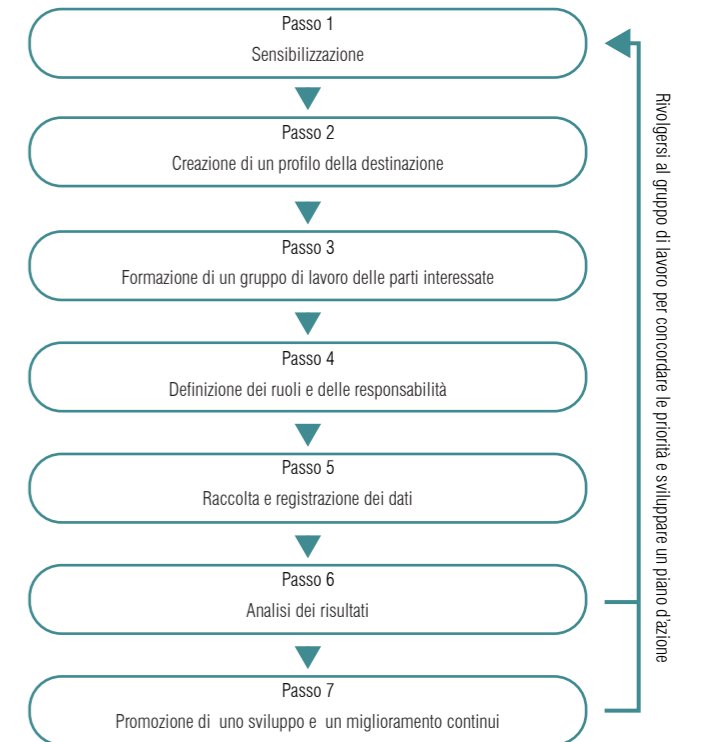 Passo 1
Sensibilizzazione
Passo 2
Creazione di un profilo della destinazione
Passo 3
Formazione di un gruppo di lavoro delle parti interessate
Passo 4
Definizione dei ruoli e delle responsabilità
Passo 5
Raccolta e registrazione dei dati
Passo 6
Analisi dei risultati
Passo 7
Promozione di uno sviluppo e un miglioramento continui
Rivolgersi al gruppo di lavoro per concordare le priorità e sviluppare un piano d'azione